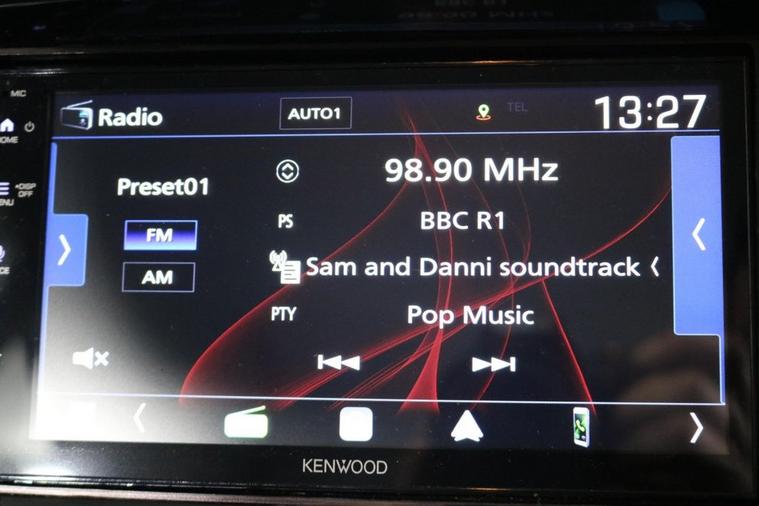 MIC
Radio
AUTO1
TEL
13:27
98.90 MHz
Preset01
PS
BBC R1
FM
Sam and Danni soundtrack
AM
PTY
Pop Music
DISP
OFF
KENWOOD